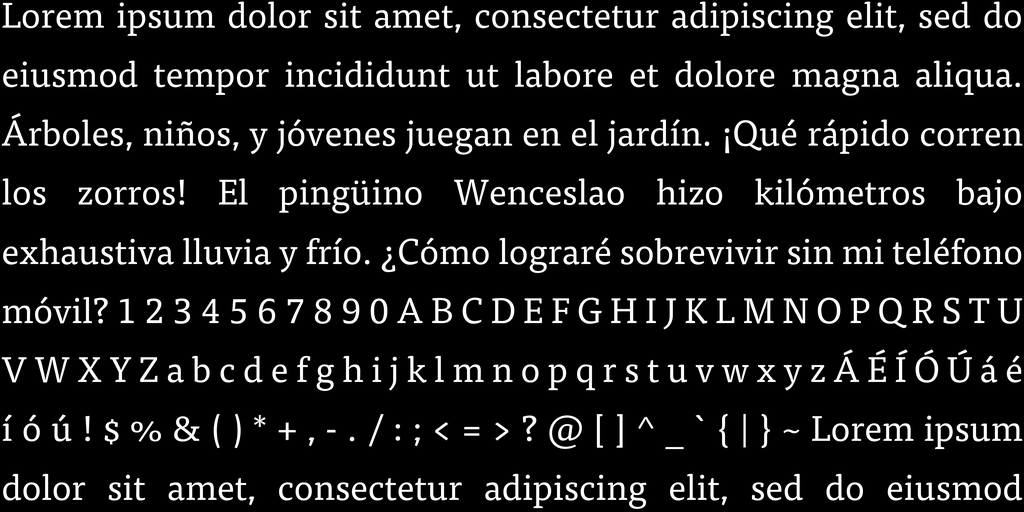 Lorem ipsum dolor sit amet, consectetur adipiscing elit, sed do
eiusmod tempor incididunt ut labore et dolore magna aliqua.
Árboles, niños, y jóvenes juegan en el jardín. ¡Qué rápido corren
los zorros! El pingüino Wenceslao hizo kilómetros bajo
exhaustiva lluvia y frío. ¿Cómo lograré sobrevivir sin mi teléfono
móvil? 1 2 3 4 5 6 7 8 9 0 A B C D E F G H I J K L M N O P Q R S T U
V W X Y Z a b c d e f g h i j k l m n o p q r s t u v w x y z Á É Í Ó Ú á é
í ó ú ! $ % & ( ) * + , - . / : ; < = > ? @ [ ] ^ _ ` { | } ~ Lorem ipsum
dolor sit amet, consectetur adipiscing elit, sed do eiusmod